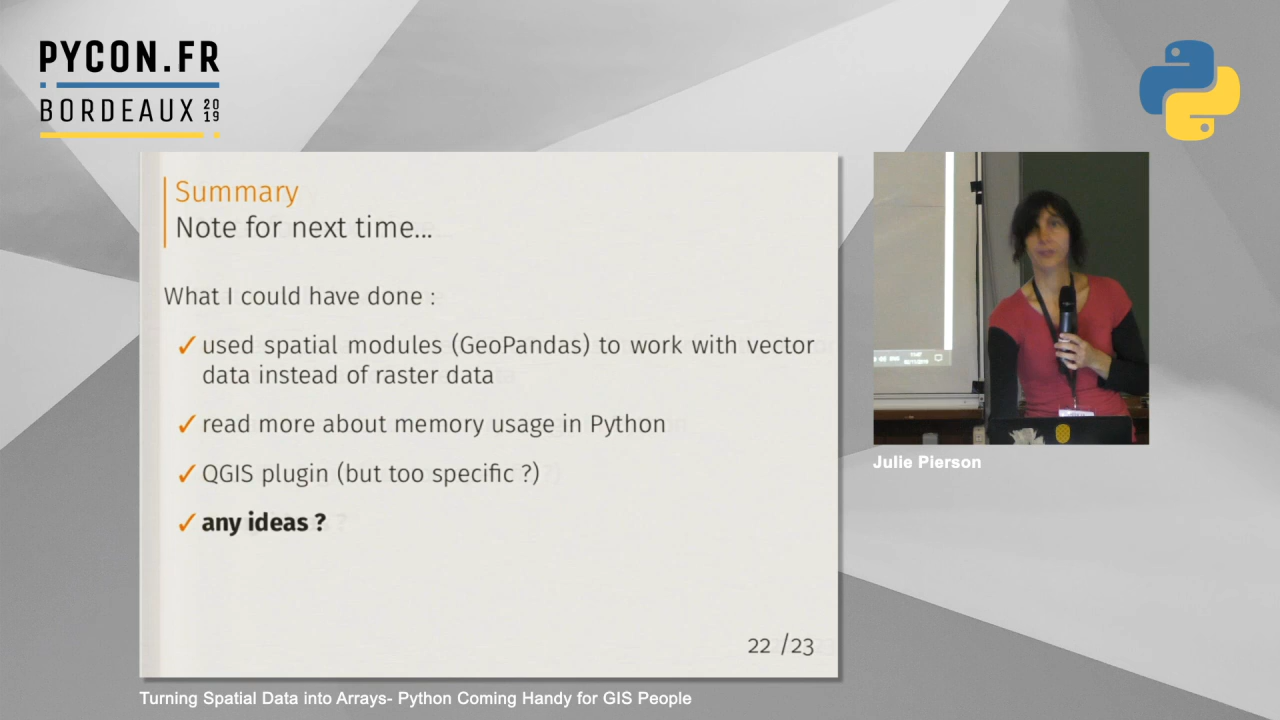 PYCON.FR
BORDEAUX 20 19
Summary
Note for next time...
What I could have done :
✓ used spatial modules (GeoPandas) to work with vector
data instead of raster data
✓ read more about memory usage in Python
✓ QGIS plugin (but too specific ?)
✓ any ideas ?
22 /23
Julie Pierson
Turning Spatial Data into Arrays- Python Coming Handy for GIS People